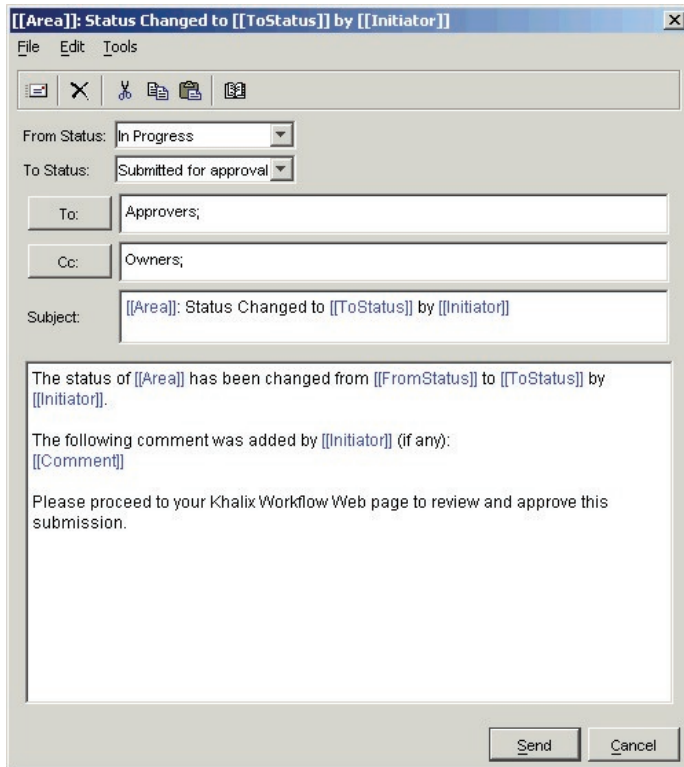 [[Area]]: Status Changed to [[ToStatus]] by [[Initiator]]
File Edit Tools
From Status: In Progress
To Status: Submitted for approval
To: Approvers;
Cc: Owners;
Subject: [[Area]]: Status Changed to [[ToStatus]] by [[Initiator]]
The status of [[Area]] has been changed from [[FromStatus]] to [[ToStatus]] by
[[Initiator]].
The following comment was added by [[Initiator]] (if any):
[[Comment]]
Please proceed to your Khalix Workflow Web page to review and approve this
submission.
Send Cancel